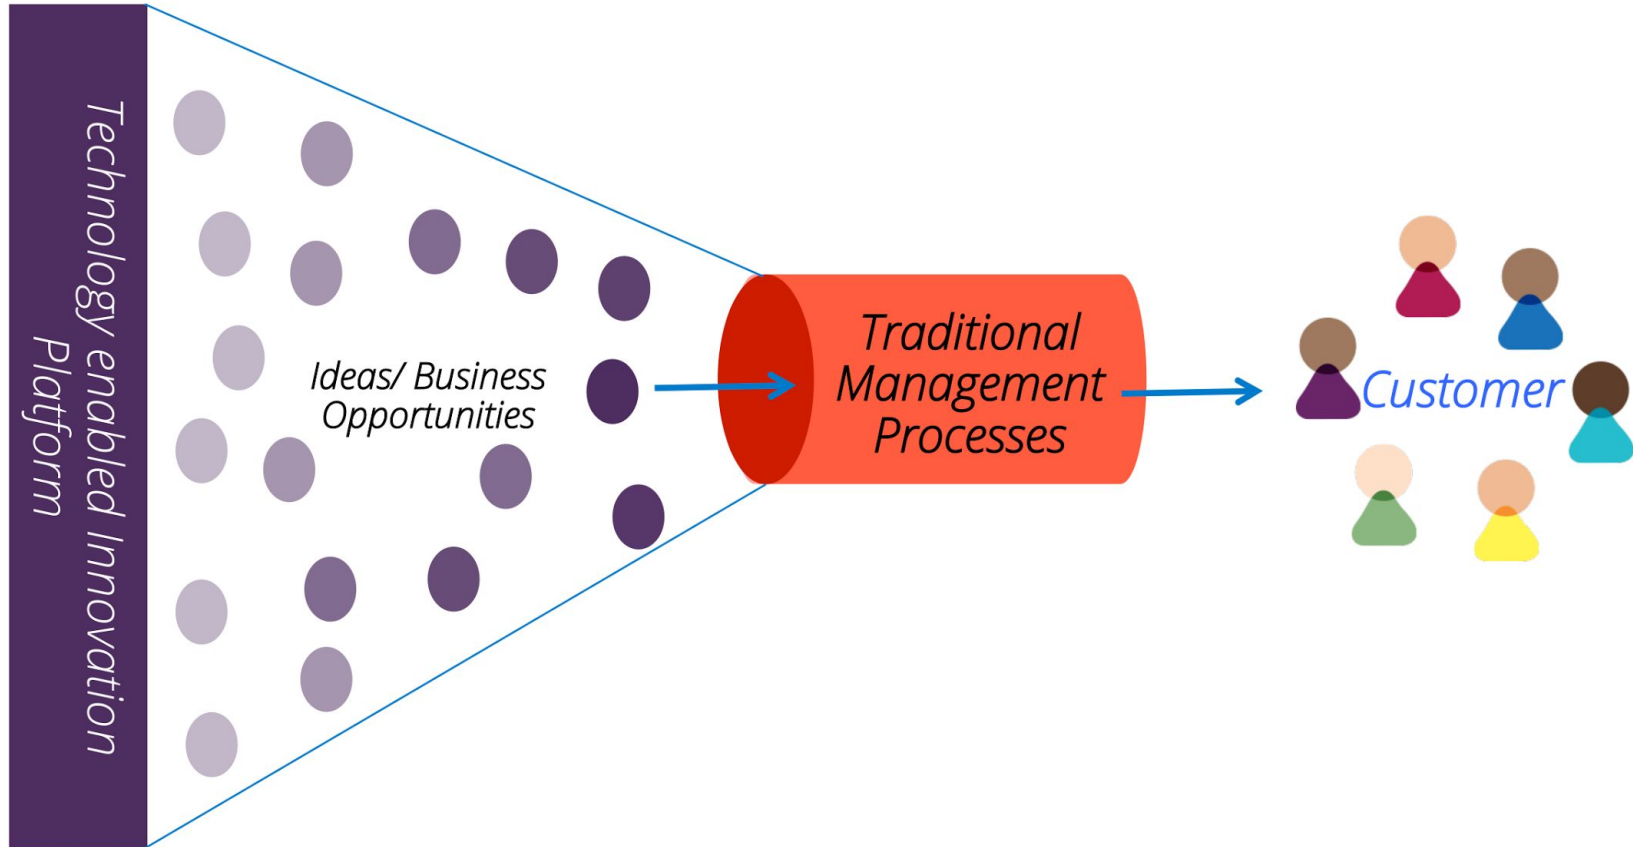 Technology enabled Innovation
Platform
Ideas/ Business
Opportunities
Traditional
Management
Processes
Customer